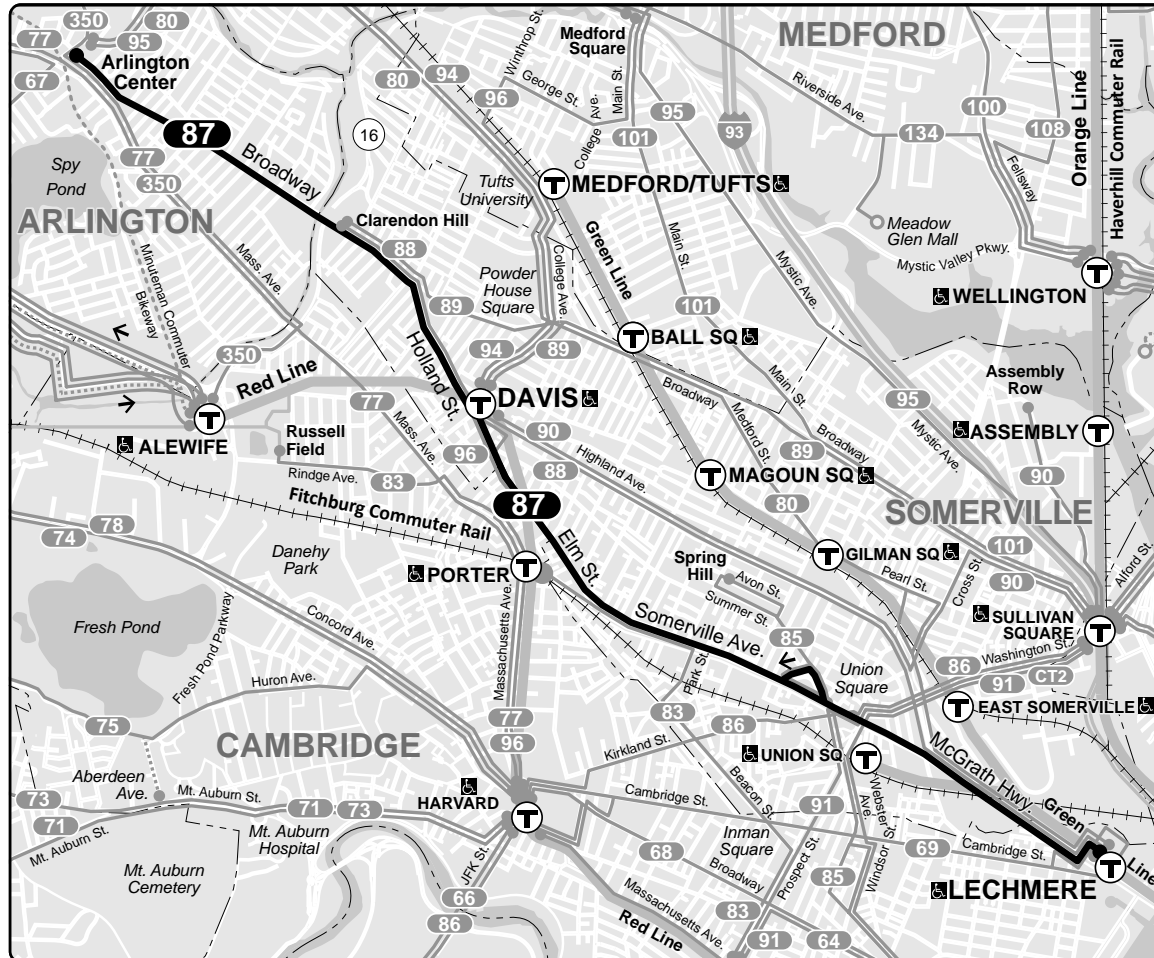 350
80
77
95
Arlington
Center
67
87
Broadway
77
350
Spy
Pond
ARLINGTON
Minuteman Commuter
Bikeway
Mass. Ave.
16
Clarendon Hill
88
89
80
94
Winthrop St.
Medford
Square
George St.
96
Main St.
College Ave.
101
95
MEDFORD
93
Riverside Ave.
134
100
108
Fellsway
Orange Line
Haverhill Commuter Rail
Tufts
University
MEDFORD/TUFTS
Green Line
Main St.
Meadow
Glen Mall
Mystic Valley Pkwy.
WELLINGTON
Powder
House
Square
College Ave.
101
Mystic Ave.
BALL SQ
350
Red Line
77
Holland St.
94
89
DAVIS
90
88
Highland Ave.
Broadway
Main St.
Medford St.
89
Broadway
95
Mystic Ave.
Assembly
Row
ASSEMBLY
90
ALEWIFE
Russell
Field
Mass. Ave.
96
Rindge Ave.
83
Fitchburg Commuter Rail
87
Elm St.
MAGOUN SQ
80
SOMERVILLE
GILMAN SQ
101
90
Alford St.
Pearl St.
Cross St.
78
74
Danehy
Park
PORTER
Spring
Hill
Avon St.
Summer St.
85
Somerville Ave.
SULLIVAN
SQUARE
Washington St.
86
91
CT2
Fresh Pond
Fresh Pond Parkway
Concord Ave.
Huron Ave.
Massachusetts Ave.
Park St.
Union
Square
EAST SOMERVILLE
75
CAMBRIDGE
77
96
83
86
Kirkland St.
UNION SQ
McGrath Hwy.
Aberdeen
Ave.
Mt. Auburn St.
HARVARD
Beacon St.
Cambridge St.
91
Webster
Ave.
Green
Line
73
71
71
73
Mt. Auburn St.
Mt. Auburn
Hospital
Inman
Square
Windsor St.
69
Cambridge St.
Mt. Auburn
Cemetery
JFK St.
68
Broadway
Prospect St.
85
LECHMERE
66
86
Massachusetts Ave.
Red Line
83
91
64
T
T
T
T
T
T
T
T
T
T
T
T
T
T